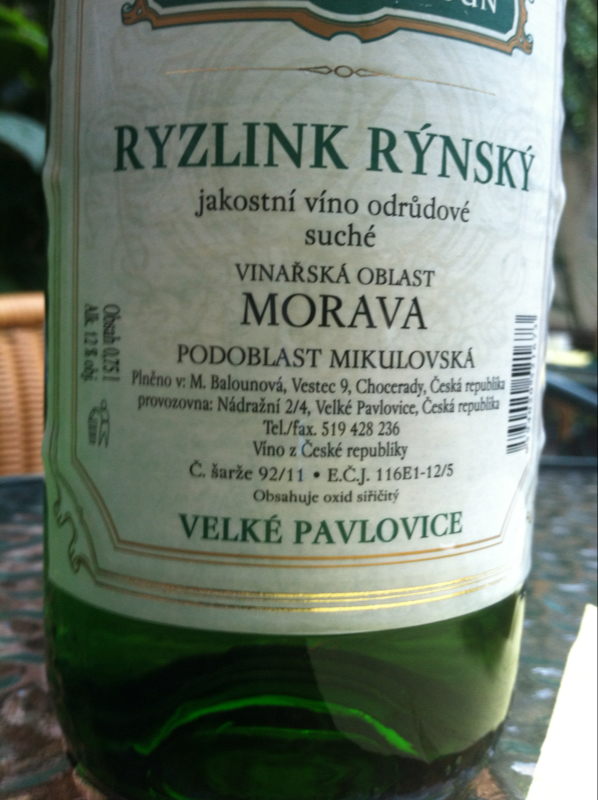 RYZLINK RÝNSKÝ
jakostní víno odrůdové
suché
VINAŘSKÁ OBLAST
MORAVA
PODOBLAST MIKULOVSKÁ
Plněno v: M. Balounová, Vestec 9, Chocerady, Česká republika
provozovna: Nádražní 2/4, Velké Pavlovice, Česká republika
Tel./fax. 519 428 236
Víno z České republiky
Č. šarže 92/11 • E.Č.J. 116E1-12/5
Obsahuje oxid siřičitý
VELKÉ PAVLOVICE
Obsah 0,75 l
Alk. 12 % obj.